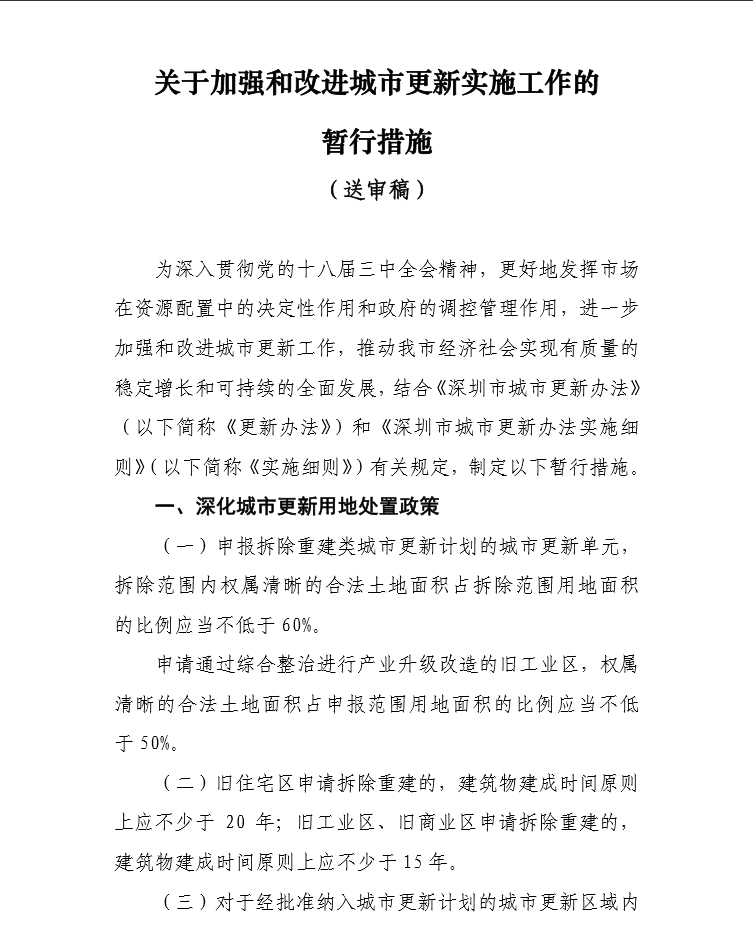 关于加强和改进城市更新实施工作的
暂行措施
（送审稿）
为深入贯彻党的十八届三中全会精神，更好地发挥市场
在资源配置中的决定性作用和政府的调控管理作用，进一步
加强和改进城市更新工作，推动我市经济社会实现有质量的
稳定增长和可持续的全面发展，结合《深圳市城市更新办法》
（以下简称《更新办法》）和《深圳市城市更新办法实施细
则》（以下简称《实施细则》）有关规定，制定以下暂行措施。
一、深化城市更新用地处置政策
（一）申报拆除重建类城市更新计划的城市更新单元，
拆除范围内权属清晰的合法土地面积占拆除范围用地面积
的比例应当不低于 60%。
申请通过综合整治进行产业升级改造的旧工业区，权属
清晰的合法土地面积占申报范围用地面积的比例应当不低
于 50%。
（二）旧住宅区申请拆除重建的，建筑物建成时间原则
上应不少于 20 年；旧工业区、旧商业区申请拆除重建的，
建筑物建成时间原则上应不少于 15 年。
（三）对于经批准纳入城市更新计划的城市更新区域内